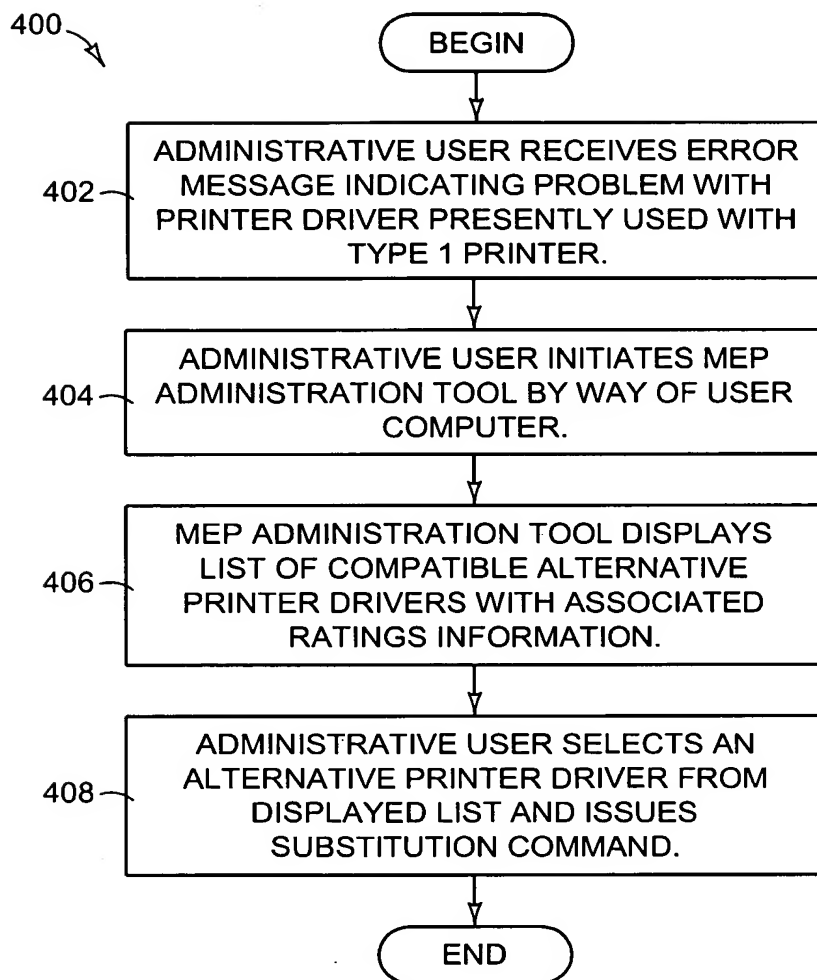 400
BEGIN
402
ADMINISTRATIVE USER RECEIVES ERROR
MESSAGE INDICATING PROBLEM WITH
PRINTER DRIVER PRESENTLY USED WITH
TYPE 1 PRINTER.
404
ADMINISTRATIVE USER INITIATES MEP
ADMINISTRATION TOOL BY WAY OF USER
COMPUTER.
406
MEP ADMINISTRATION TOOL DISPLAYS
LIST OF COMPATIBLE ALTERNATIVE
PRINTER DRIVERS WITH ASSOCIATED
RATINGS INFORMATION.
408
ADMINISTRATIVE USER SELECTS AN
ALTERNATIVE PRINTER DRIVER FROM
DISPLAYED LIST AND ISSUES
SUBSTITUTION COMMAND.
END